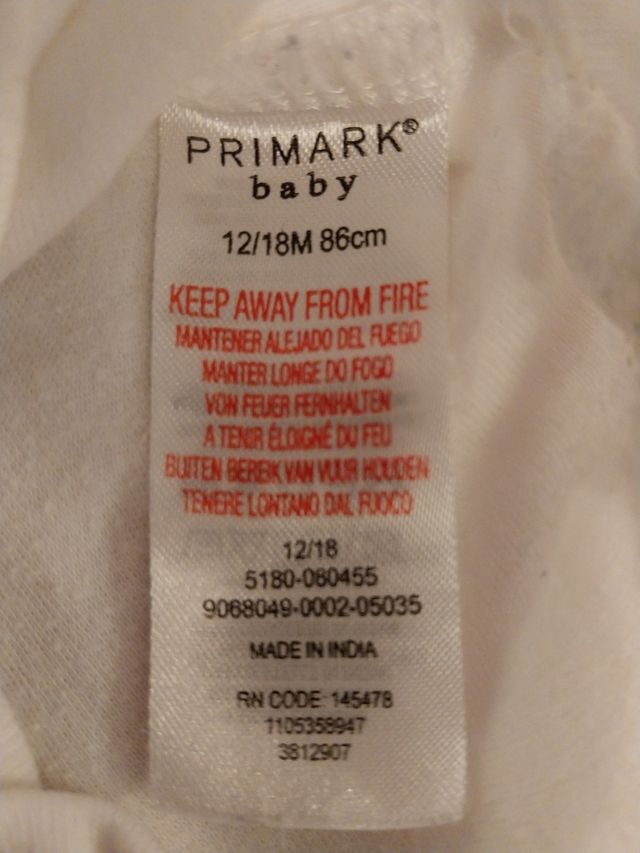 PRIMARK®
baby
12/18M 86cm
KEEP AWAY FROM FIRE
MANTENER ALEJADO DEL FUEGO
MANTER LONGE DO FOGO
VON FEUER FERNHALTEN
A TENIR ÉLOIGNÉ DU FEU
BUITEN BEREIK VAN VUUR HOUDEN
TENERE LONTANO DAL FUOCO
12/18
5180-080455
9068049-0002-05035
MADE IN INDIA
RN CODE: 145478
1105358947
3812907